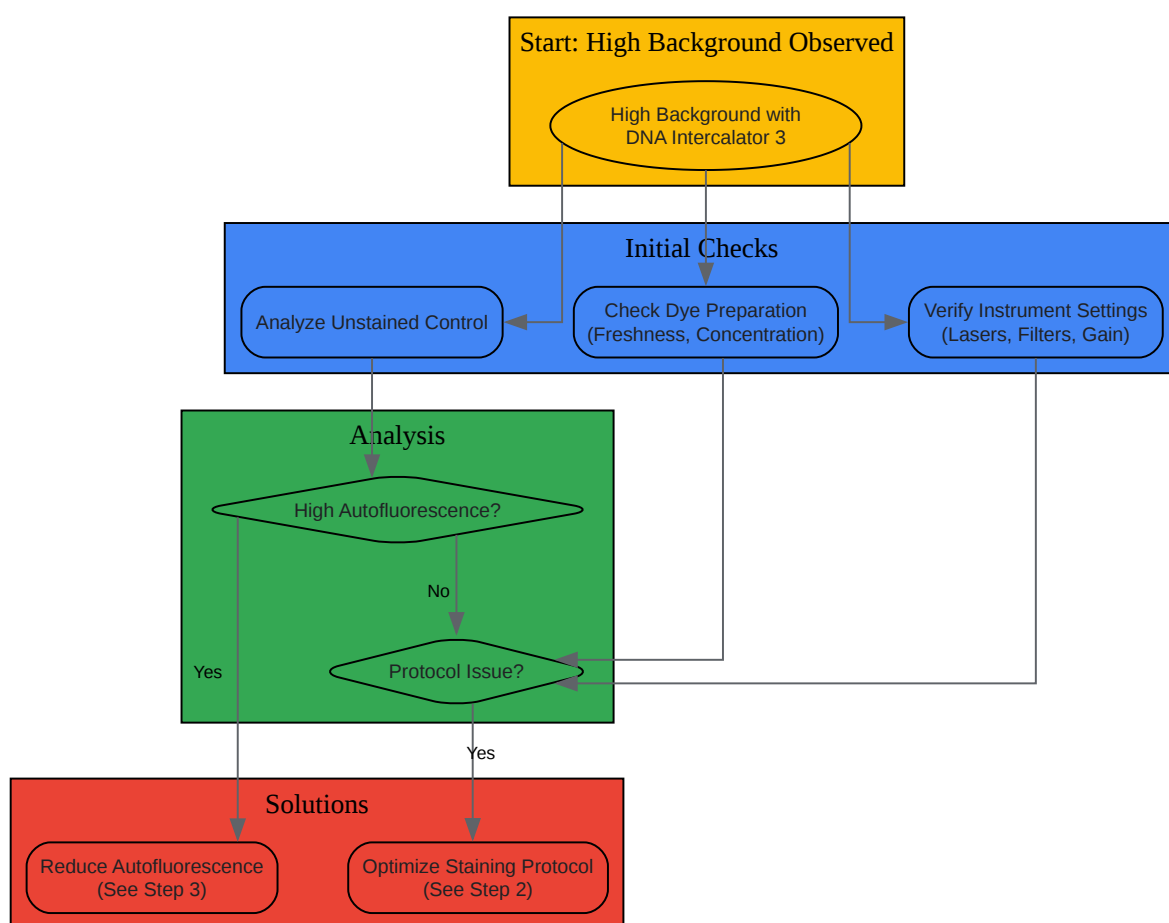 Start: High Background Observed
High Background with
DNA Intercalator 3
Initial Checks
Analyze Unstained Control
Check Dye Preparation
(Freshness, Concentration)
Verify Instrument Settings
(Lasers, Filters, Gain)
Analysis
High Autofluorescence?
No
Yes
Protocol Issue?
Yes
Solutions
Reduce Autofluorescence
(See Step 3)
Optimize Staining Protocol
(See Step 2)